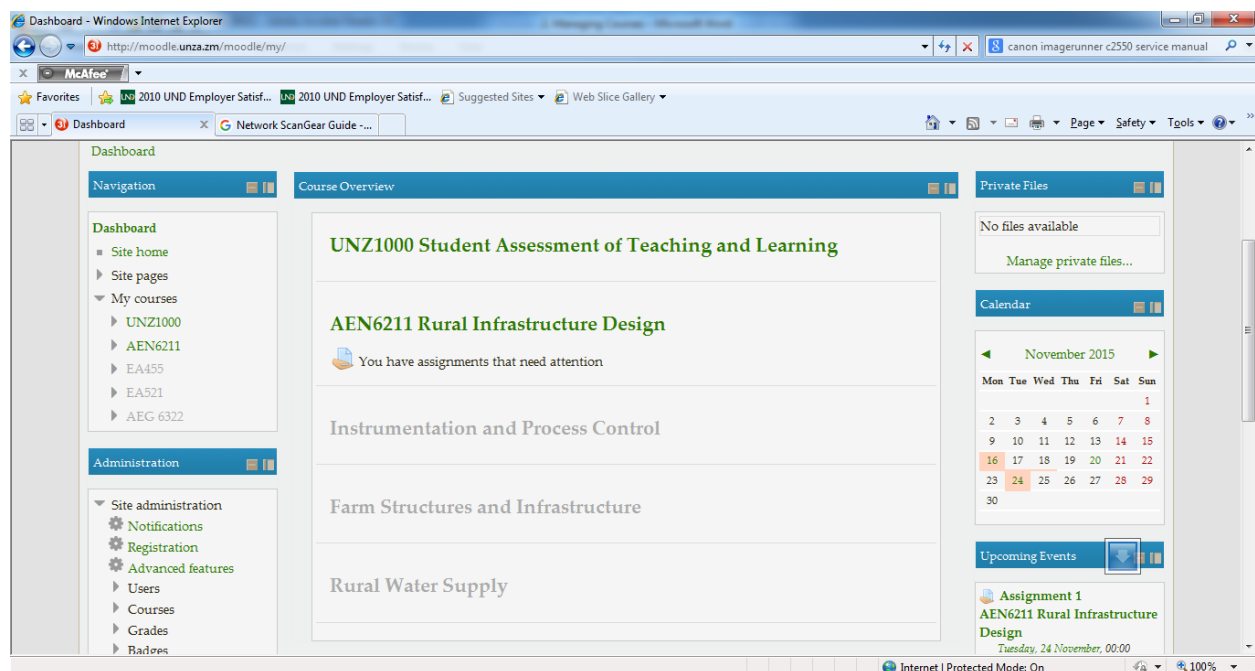 Dashboard - Windows Internet Explorer
http://moodle.unza.zm/moodle/my/
canon imagerunner c2550 service manual
x McAfee
Favorites 2010 UND Employer Satisf... 2010 UND Employer Satisf... Suggested Sites Web Slice Gallery
Dashboard X Network ScanGear Guide -... Page Safety Tools
Dashboard
Navigation
Dashboard
Site home
Site pages
My courses
UNZ1000
AEN6211
EA455
EA521
AEG 6322
Administration
Site administration
Notifications
Registration
Advanced features
Users
Courses
Grades
Badges
Course Overview
UNZ1000 Student Assessment of Teaching and Learning
AEN6211 Rural Infrastructure Design
You have assignments that need attention
Instrumentation and Process Control
Farm Structures and Infrastructure
Rural Water Supply
Private Files
No files available
Manage private files...
Calendar
November 2015
Mon Tue Wed Thu Fri Sat Sun
1
2 3 4 5 6 7 8
9 10 11 12 13 14 15
16 17 18 19 20 21 22
23 24 25 26 27 28 29
30
Upcoming Events
Assignment 1
AEN6211 Rural Infrastructure
Design
Tuesday, 24 November, 00:00
Internet | Protected Mode: On 100%